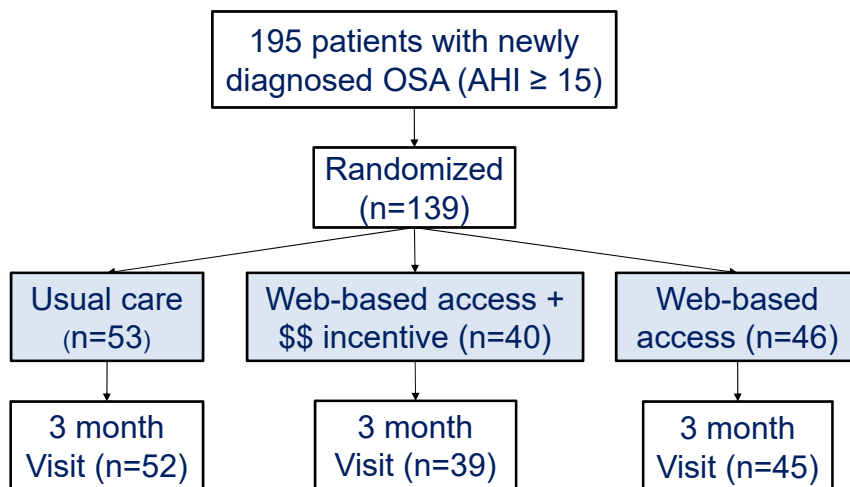 195 patients with newly
diagnosed OSA (AHI ≥ 15)
Randomized
(n=139)
Usual care
(n=53)
Web-based access +
$$ incentive (n=40)
Web-based
access (n=46)
3 month
Visit (n=52)
3 month
Visit (n=39)
3 month
Visit (n=45)